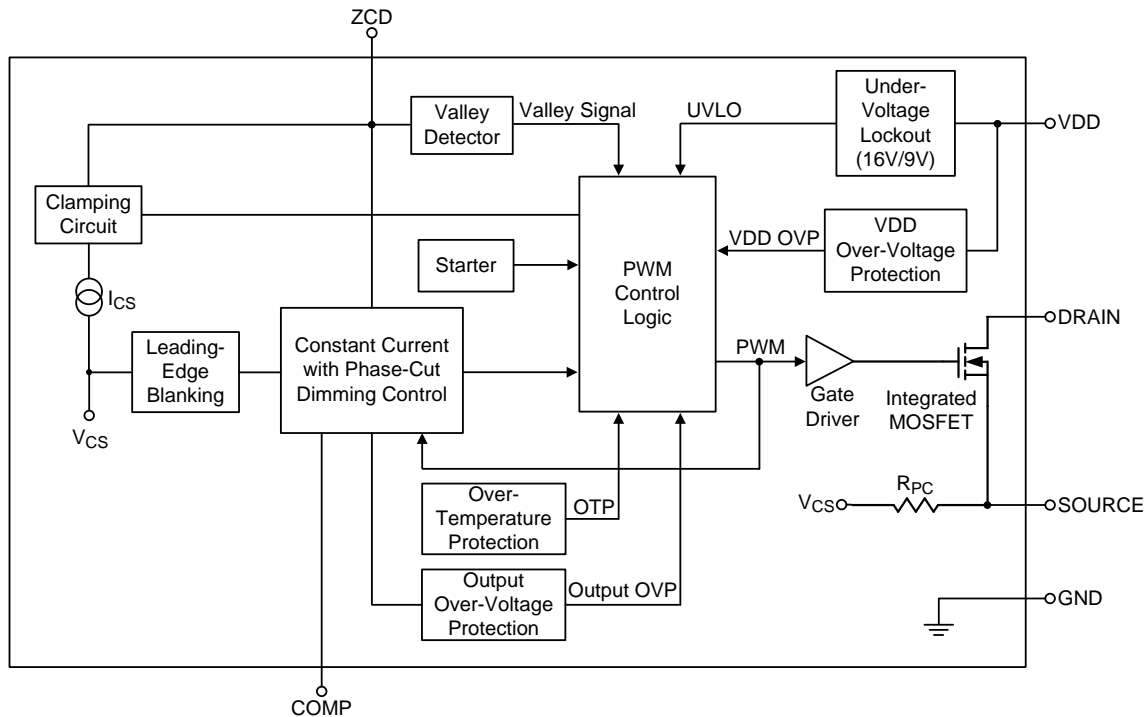 ZCD
Valley
Detector
Valley Signal
UVLO
Under-
Voltage
Lockout
(16V/9V)
VDD
Clamping
Circuit
Starter
PWM
Control
Logic
VDD OVP
VDD
Over-Voltage
Protection
ICS
DRAIN
Leading-
Edge
Blanking
Constant Current
with Phase-Cut
Dimming Control
PWM
Gate
Driver
Integrated
MOSFET
VCS
Over-
Temperature
Protection
OTP
VCS
RPC
SOURCE
Output
Over-Voltage
Protection
Output OVP
GND
COMP